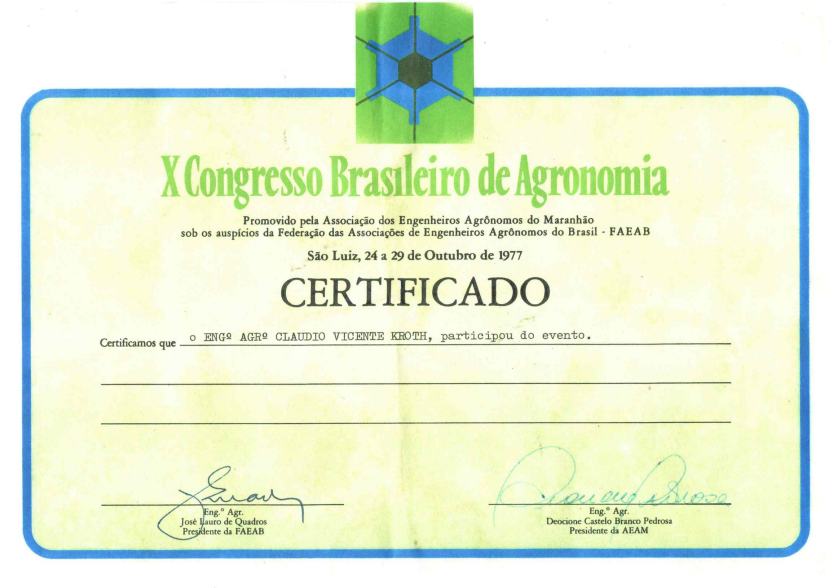 X Congresso Brasileiro de Agronomia
Promovido pela Associação dos Engenheiros Agrônomos do Maranhão
sob os auspícios da Federação das Associações de Engenheiros Agrônomos do Brasil - FAEAB
São Luiz, 24 a 29 de Outubro de 1977
CERTIFICADO
Certificamos que o ENGº AGRº CLAUDIO VICENTE KROTH, participou do evento.
Eng.º Agr.
José Lauro de Quadros
Presidente da FAEAB
Eng.º Agr.
Deocione Castelo Branco Pedrosa
Presidente da AEAM